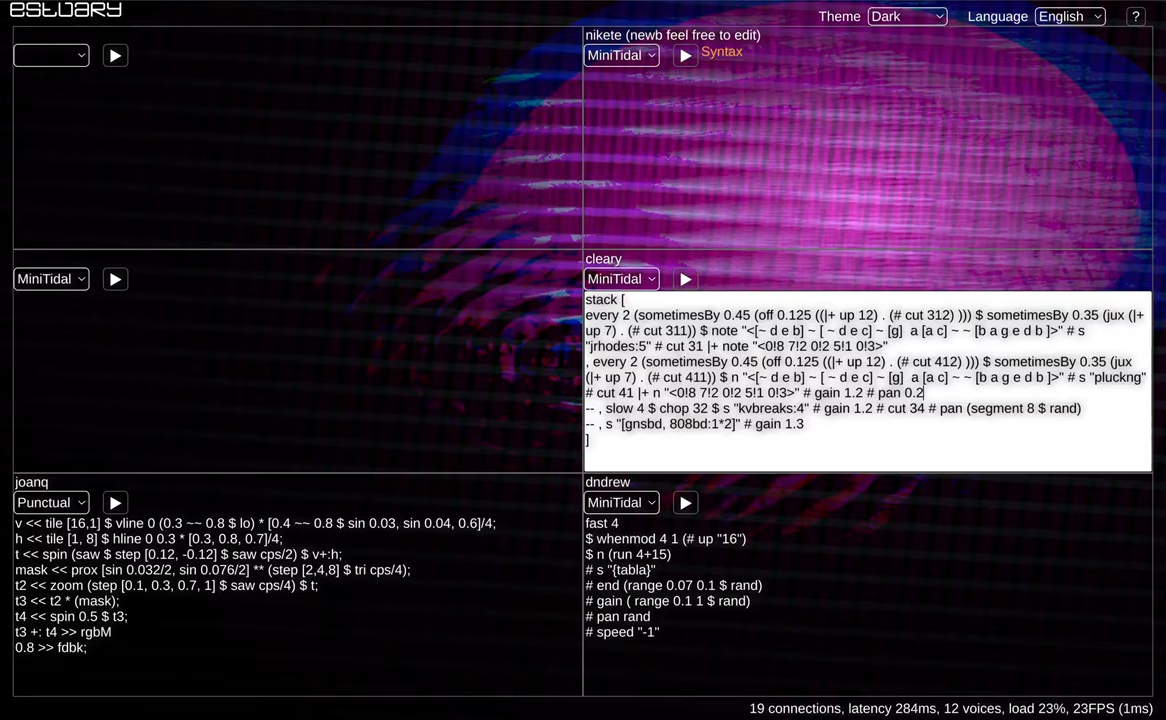 estuary
Theme Dark Language English ?
nikete (newb feel free to edit)
MiniTidal Syntax
MiniTidal
cleary
MiniTidal
stack [
every 2 (sometimesBy 0.45 (off 0.125 ((|+ up 12) . (# cut 312) ))) $ sometimesBy 0.35 (jux (|+
up 7) . (# cut 311)) $ note "<[~ d e b] ~ [ ~ d e c] ~ [g]  a [a c] ~ ~ [b a g e d b ]>" # s
"jrhodes:5" # cut 31 |+ note "<0!8 7!2 0!2 5!1 0!3>"
, every 2 (sometimesBy 0.45 (off 0.125 ((|+ up 12) . (# cut 412) ))) $ sometimesBy 0.35 (jux
(|+ up 7) . (# cut 411)) $ n "<[~ d e b] ~ [ ~ d e c] ~ [g]  a [a c] ~ ~ [b a g e d b ]>" # s "pluckng"
# cut 41 |+ n "<0!8 7!2 0!2 5!1 0!3>" # gain 1.2 # pan 0.2
-- , slow 4 $ chop 32 $ s "kvbreaks:4" # gain 1.2 # cut 34 # pan (segment 8 $ rand)
-- , s "[gnsbd, 808bd:1*2]" # gain 1.3
]
joanq
Punctual
v << tile [16,1] $ vline 0 (0.3 ~~ 0.8 $ lo) * [0.4 ~~ 0.8 $ sin 0.03, sin 0.04, 0.6]/4;
h << tile [1, 8] $ hline 0 0.3 * [0.3, 0.8, 0.7]/4;
t << spin (saw $ step [0.12, -0.12] $ saw cps/2) $ v+:h;
mask << prox [sin 0.032/2, sin 0.076/2] ** (step [2,4,8] $ tri cps/4);
t2 << zoom (step [0.1, 0.3, 0.7, 1] $ saw cps/4) $ t;
t3 << t2 * (mask);
t4 << spin 0.5 $ t3;
t3 +: t4 >> rgbM
0.8 >> fdbk;
dndrew
MiniTidal
fast 4
$ whenmod 4 1 (# up "16")
$ n (run 4+15)
# s "{tabla}"
# end (range 0.07 0.1 $ rand)
# gain ( range 0.1 1 $ rand)
# pan rand
# speed "-1"
19 connections, latency 284ms, 12 voices, load 23%, 23FPS (1ms)